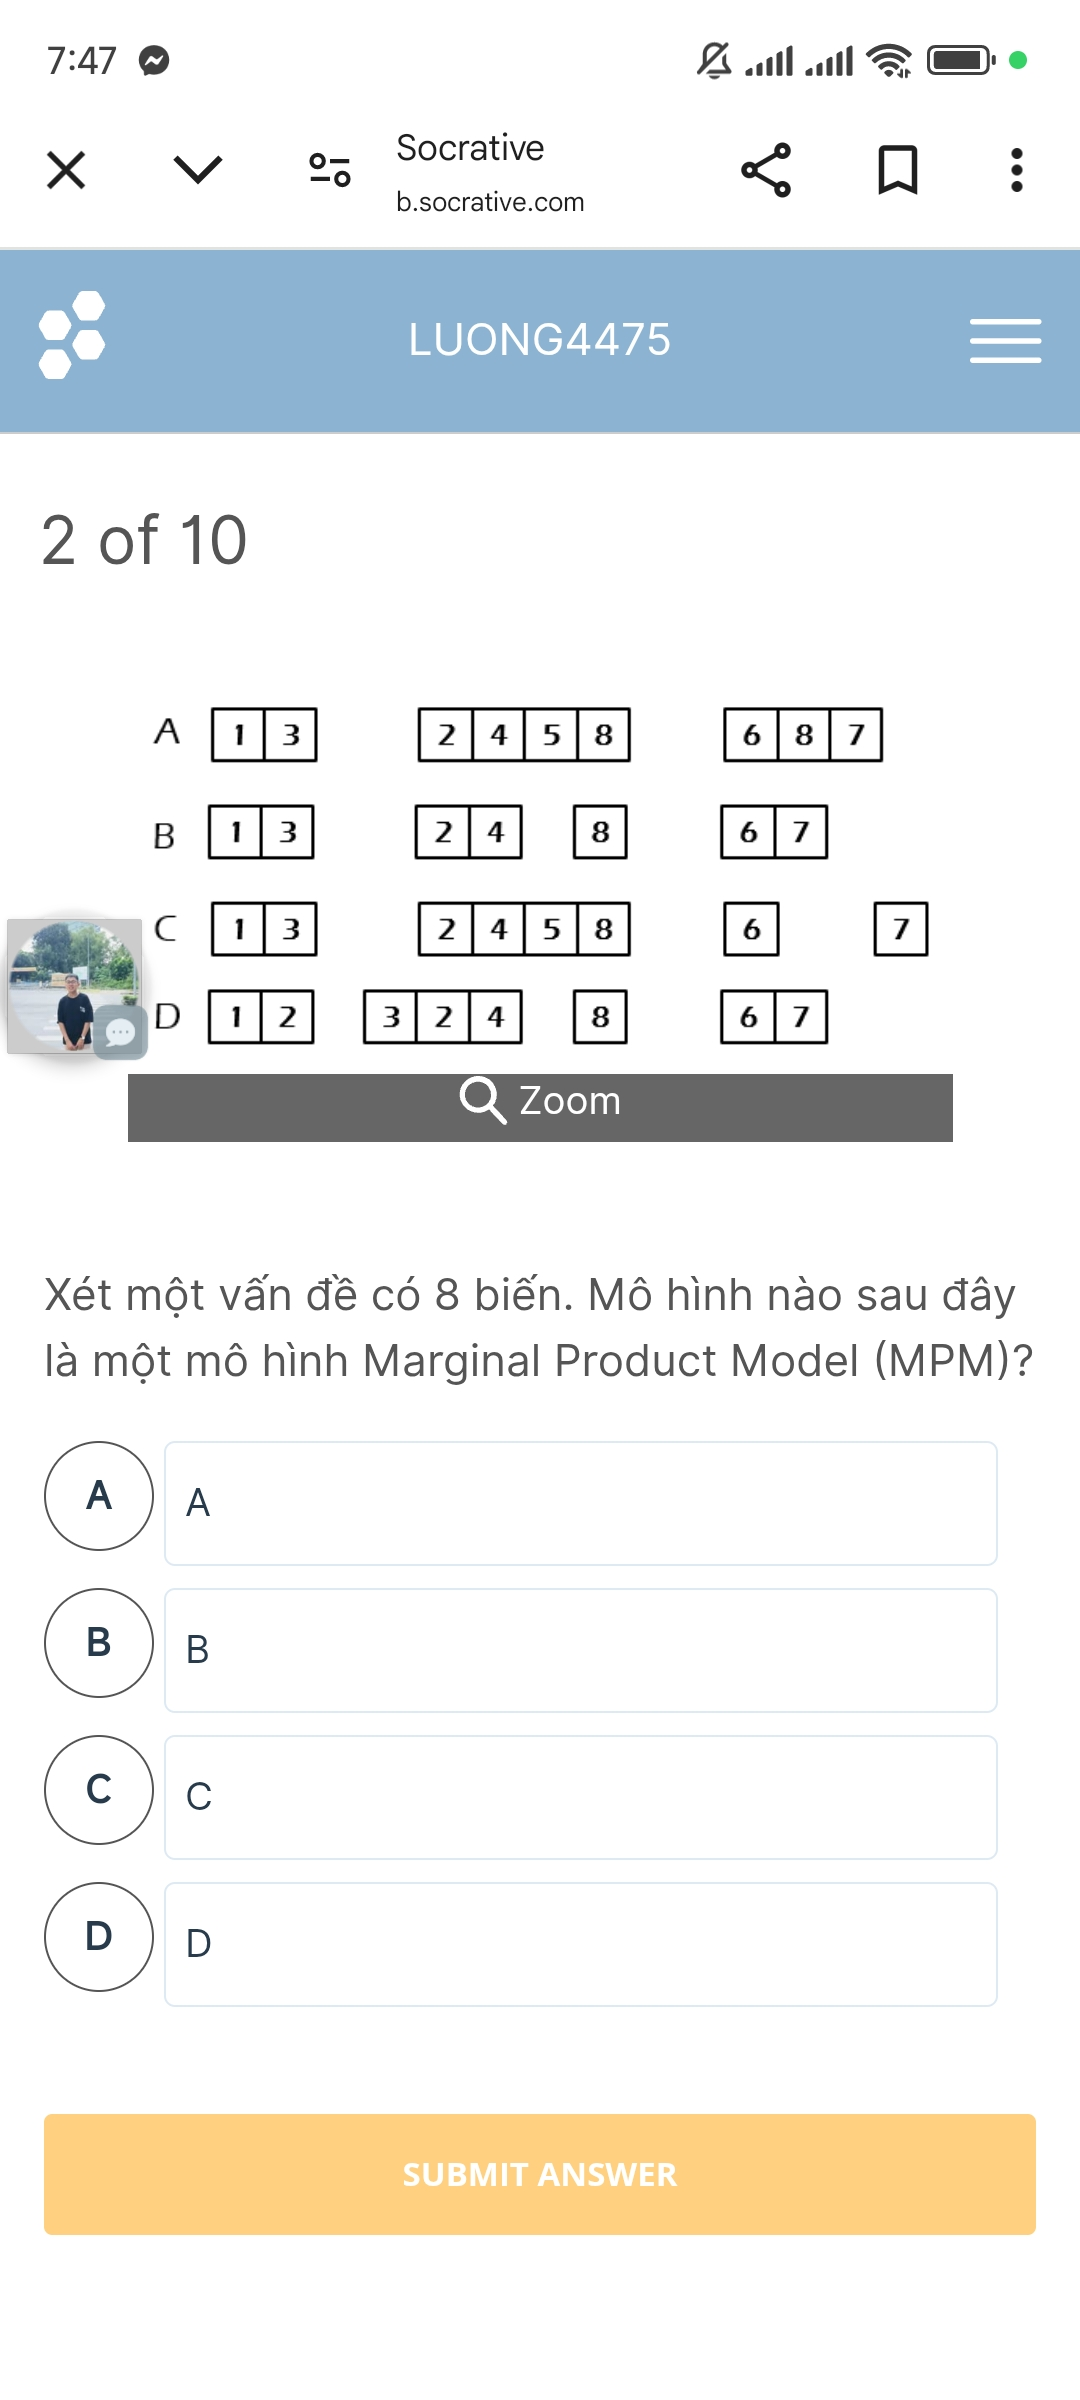 7:47
Socrative
b.socrative.com
LUONG4475
2 of 10
A 1 3 2 4 5 8 6 8 7
B 1 3 2 4 8 6 7
C 1 3 2 4 5 8 6 7
D 1 2 3 2 4 8 6 7
Zoom
Xét một vấn đề có 8 biến. Mô hình nào sau đây
là một mô hình Marginal Product Model (MPM)?
A A
B B
C C
D D
SUBMIT ANSWER